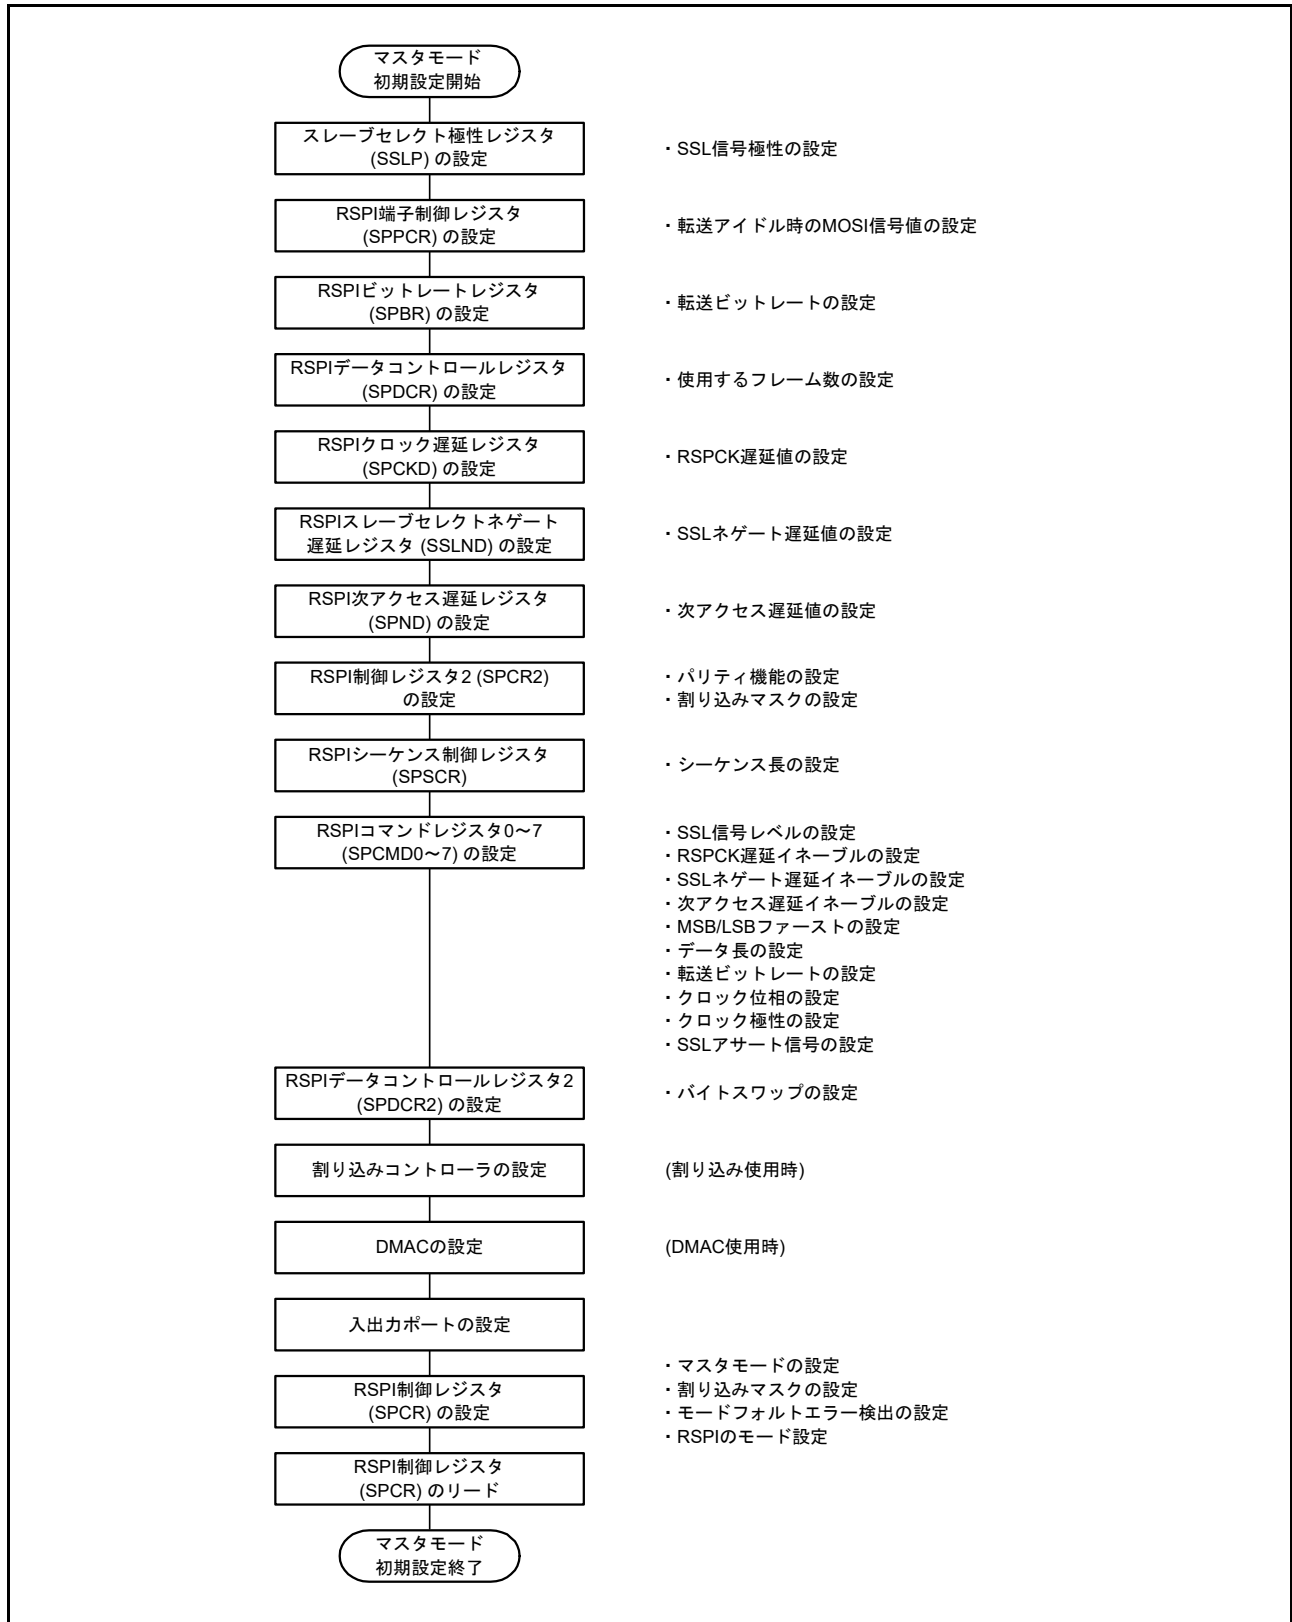 マスタモード
初期設定開始
スレーブセレクト極性レジスタ
(SSLP) の設定
・SSL信号極性の設定
RSPI端子制御レジスタ
(SPPCR) の設定
・転送アイドル時のMOSI信号値の設定
RSPIビットレートレジスタ
(SPBR) の設定
・転送ビットレートの設定
RSPIデータコントロールレジスタ
(SPDCR) の設定
・使用するフレーム数の設定
RSPIクロック遅延レジスタ
(SPCKD) の設定
・RSPCK遅延値の設定
RSPIスレーブセレクトネゲート
遅延レジスタ (SSLND) の設定
・SSLネゲート遅延値の設定
RSPI次アクセス遅延レジスタ
(SPND) の設定
・次アクセス遅延値の設定
RSPI制御レジスタ2 (SPCR2)
の設定
・パリティ機能の設定
・割り込みマスクの設定
RSPIシーケンス制御レジスタ
(SPSCR)
・シーケンス長の設定
RSPIコマンドレジスタ0～7
(SPCMD0～7) の設定
・SSL信号レベルの設定
・RSPCK遅延イネーブルの設定
・SSLネゲート遅延イネーブルの設定
・次アクセス遅延イネーブルの設定
・MSB/LSBファーストの設定
・データ長の設定
・転送ビットレートの設定
・クロック位相の設定
・クロック極性の設定
・SSLアサート信号の設定
RSPIデータコントロールレジスタ2
(SPDCR2) の設定
・バイトスワップの設定
割り込みコントローラの設定
(割り込み使用時)
DMACの設定
(DMAC使用時)
入出力ポートの設定
RSPI制御レジスタ
(SPCR) の設定
・マスタモードの設定
・割り込みマスクの設定
・モードフォルトエラー検出の設定
・RSPIのモード設定
RSPI制御レジスタ
(SPCR) のリード
マスタモード
初期設定終了